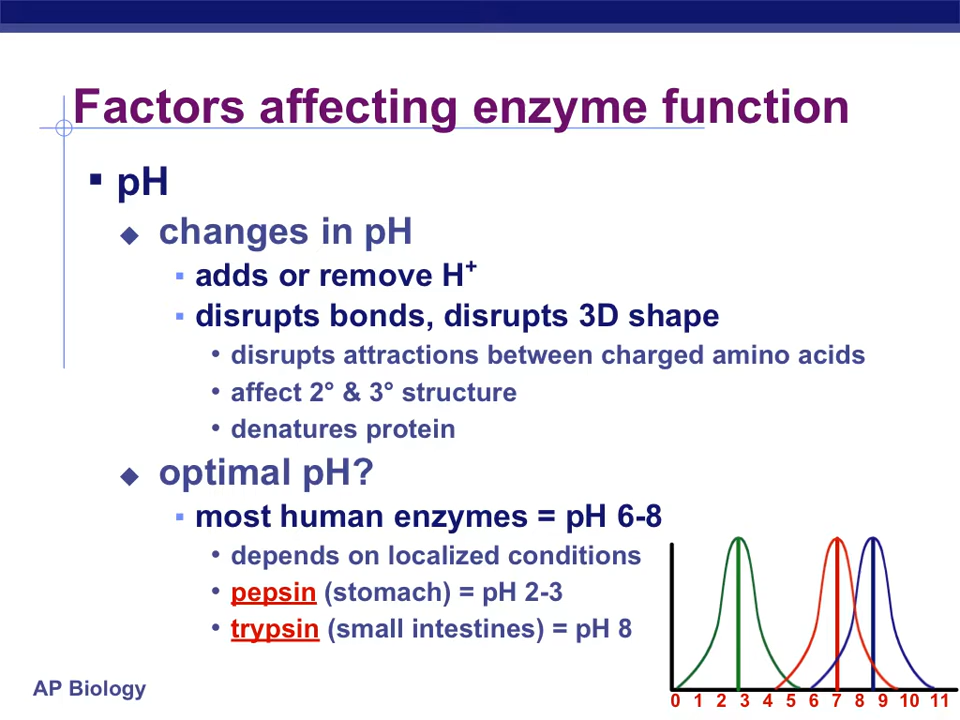 Factors affecting enzyme function
▪ pH
◆ changes in pH
▪ adds or remove H⁺
▪ disrupts bonds, disrupts 3D shape
• disrupts attractions between charged amino acids
• affect 2° & 3° structure
• denatures protein
◆ optimal pH?
▪ most human enzymes = pH 6-8
• depends on localized conditions
• pepsin (stomach) = pH 2-3
• trypsin (small intestines) = pH 8
AP Biology
0 1 2 3 4 5 6 7 8 9 10 11